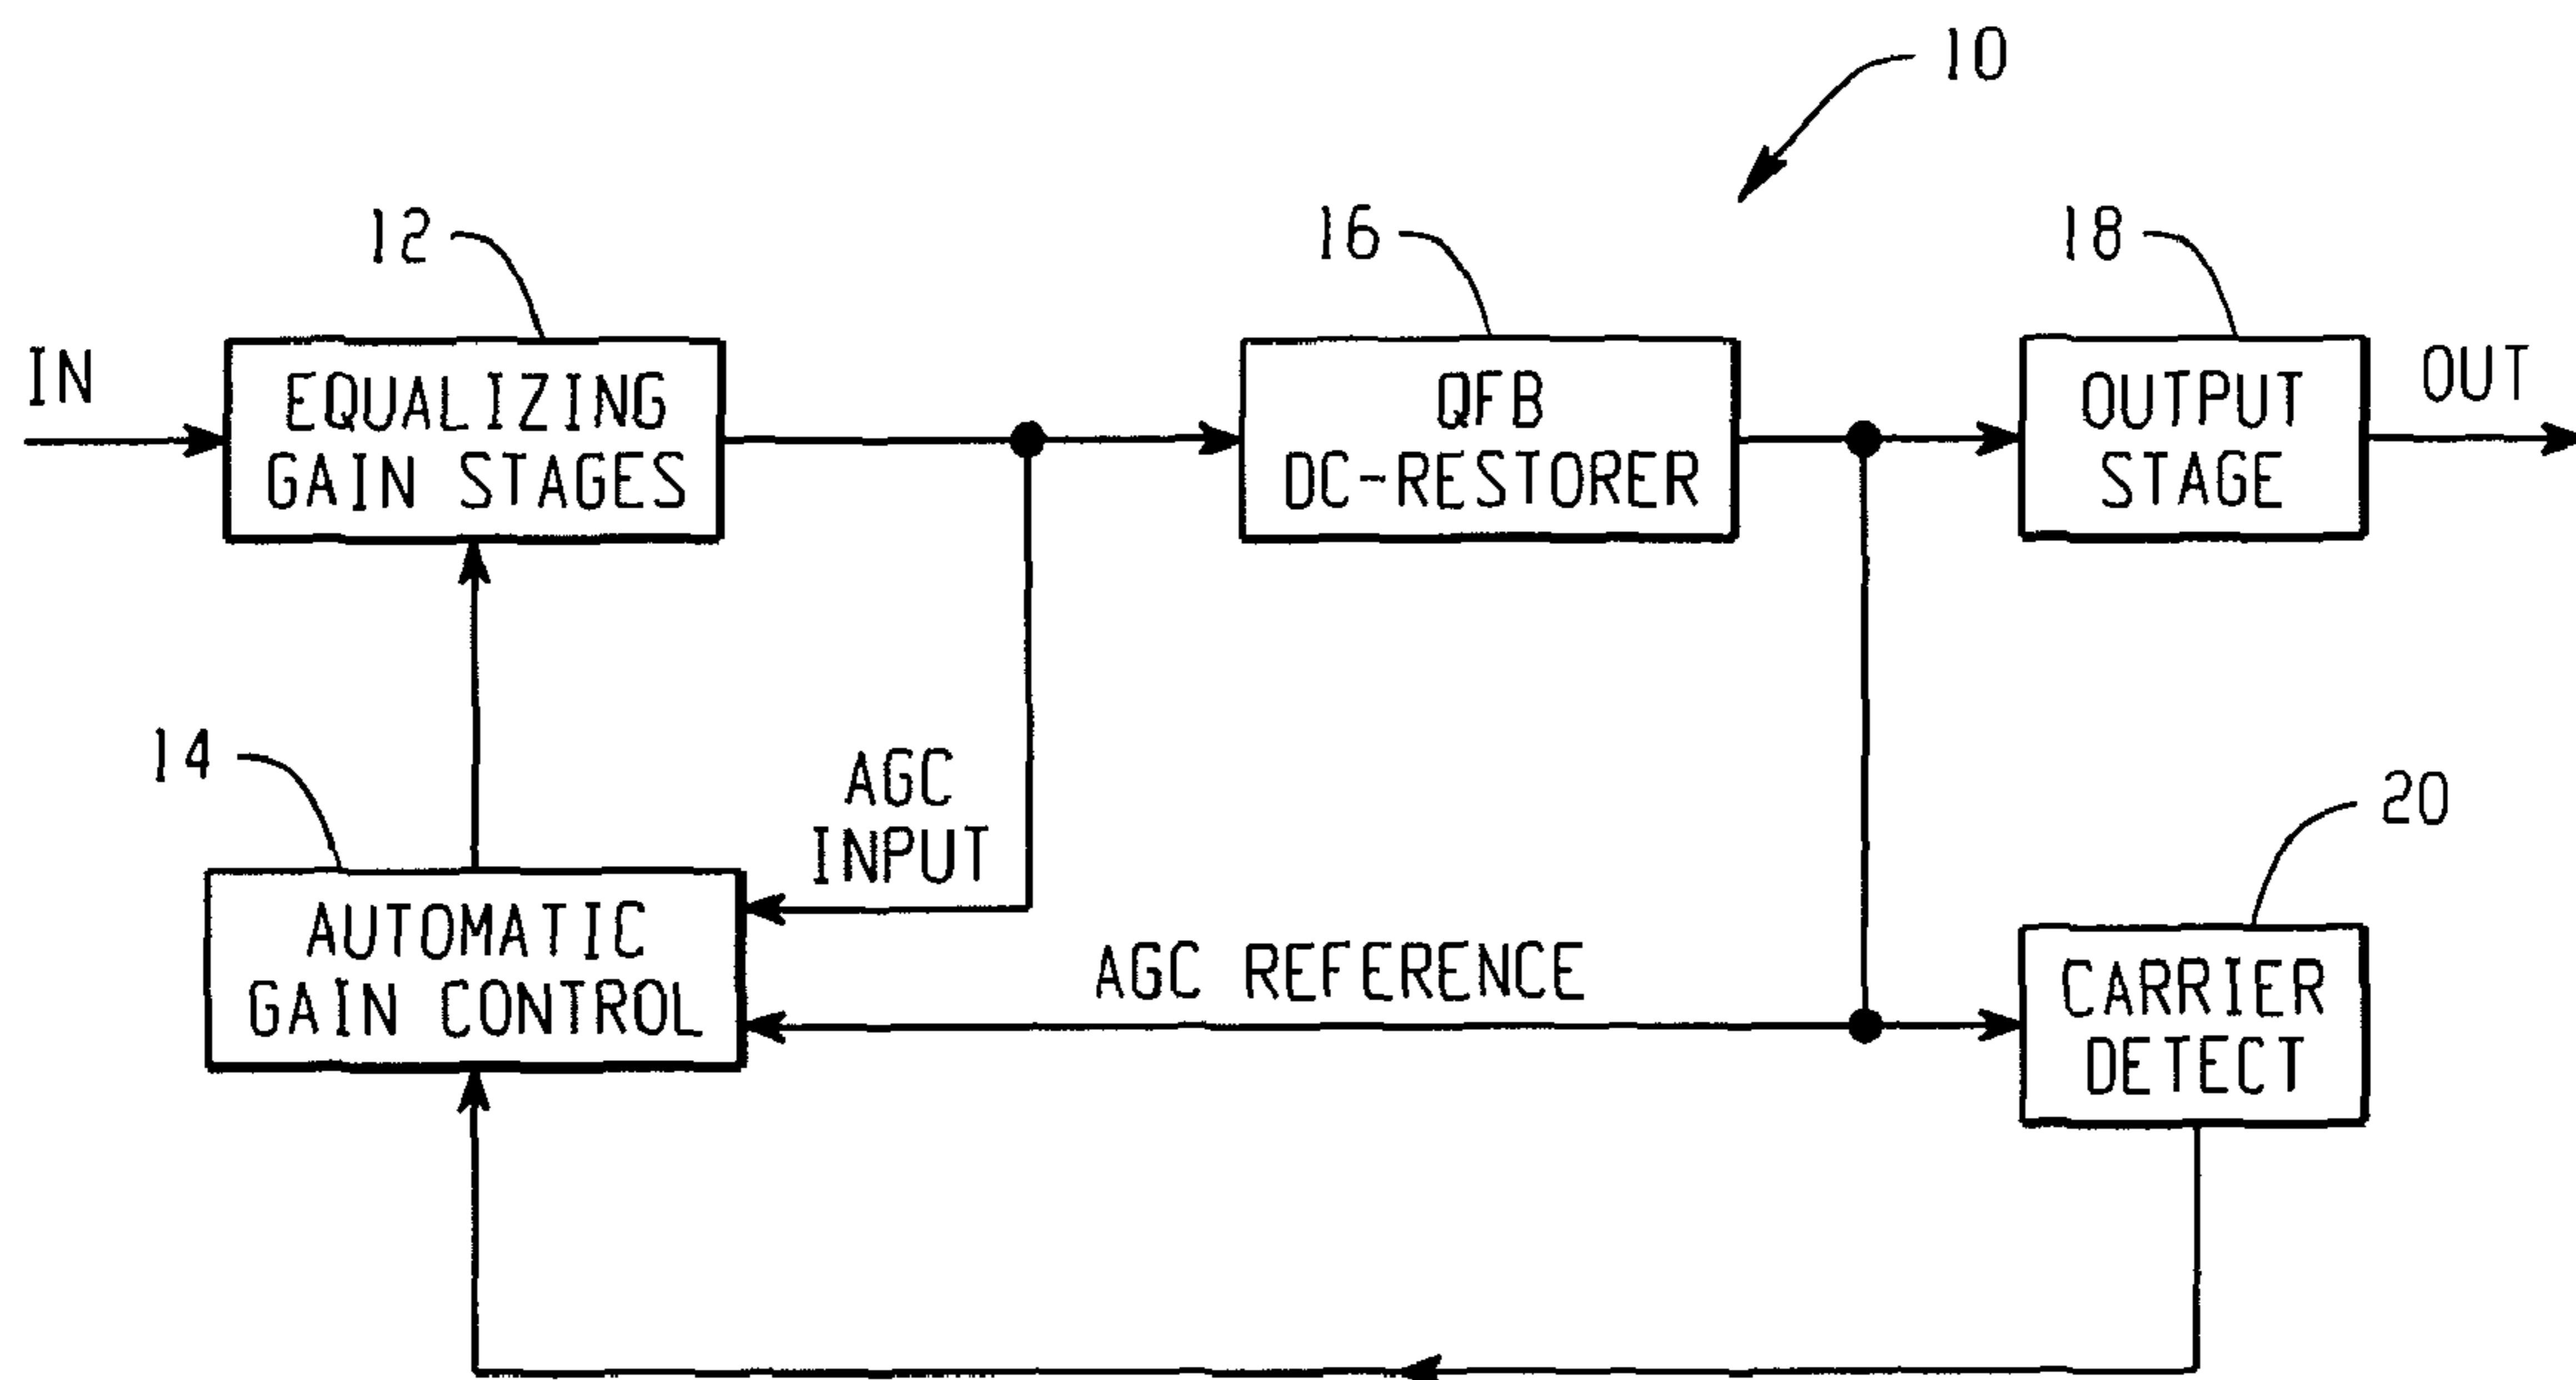 10
12
16
18
IN
EQUALIZING
GAIN STAGES
QFB
DC-RESTORER
OUTPUT
STAGE
OUT
14
AGC
INPUT
20
AUTOMATIC
GAIN CONTROL
AGC REFERENCE
CARRIER
DETECT